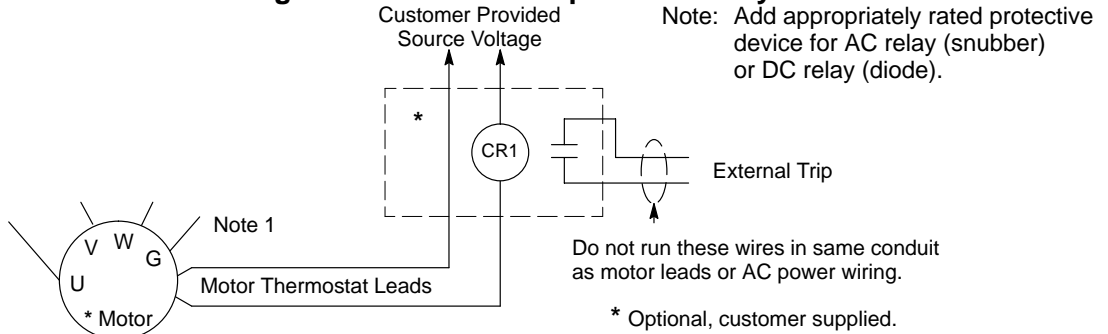 Customer Provided
Source Voltage
Note: Add appropriately rated protective
device for AC relay (snubber)
or DC relay (diode).
*
CR1
External Trip
Note 1
V W
G
U
Do not run these wires in same conduit
as motor leads or AC power wiring.
Motor Thermostat Leads
* Motor
* Optional, customer supplied.